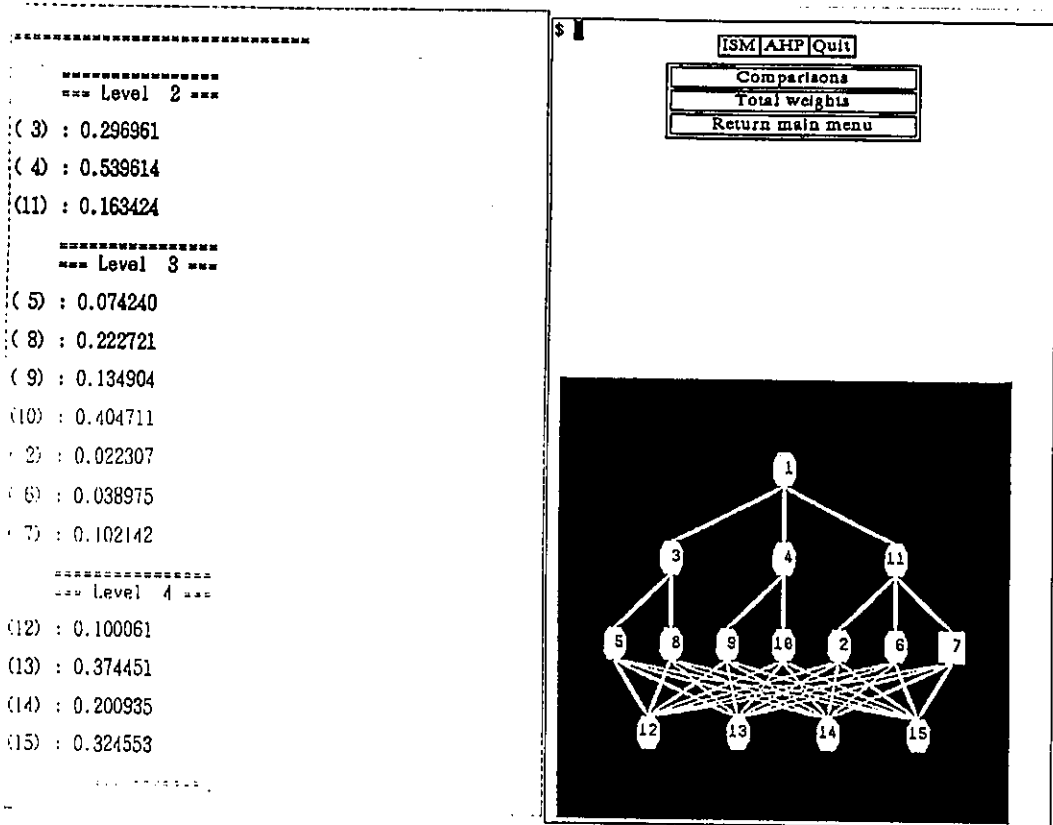 =============================
================
=== Level 2 ===
( 3) : 0.296961
( 4) : 0.539614
(11) : 0.163424
================
=== Level 3 ===
( 5) : 0.074240
( 8) : 0.222721
( 9) : 0.134904
(10) : 0.404711
( 2) : 0.022307
( 6) : 0.038975
( 7) : 0.102142
================
=== Level 4 ===
(12) : 0.100061
(13) : 0.374451
(14) : 0.200935
(15) : 0.324553
$
ISM AHP Quit
Comparisons
Total weights
Return main menu
1
3 4 11
5 8 9 10 2 6 7
12 13 14 15